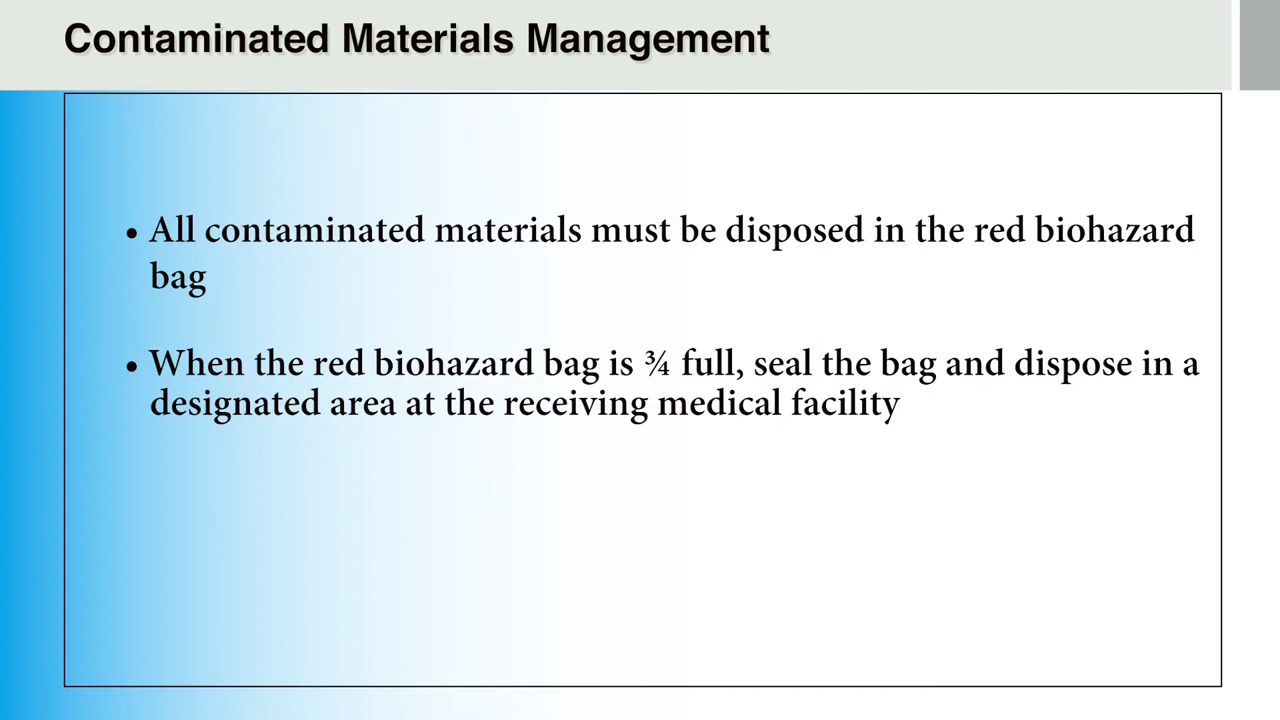 Contaminated Materials Management
• All contaminated materials must be disposed in the red biohazard
bag
• When the red biohazard bag is ¾ full, seal the bag and dispose in a
designated area at the receiving medical facility